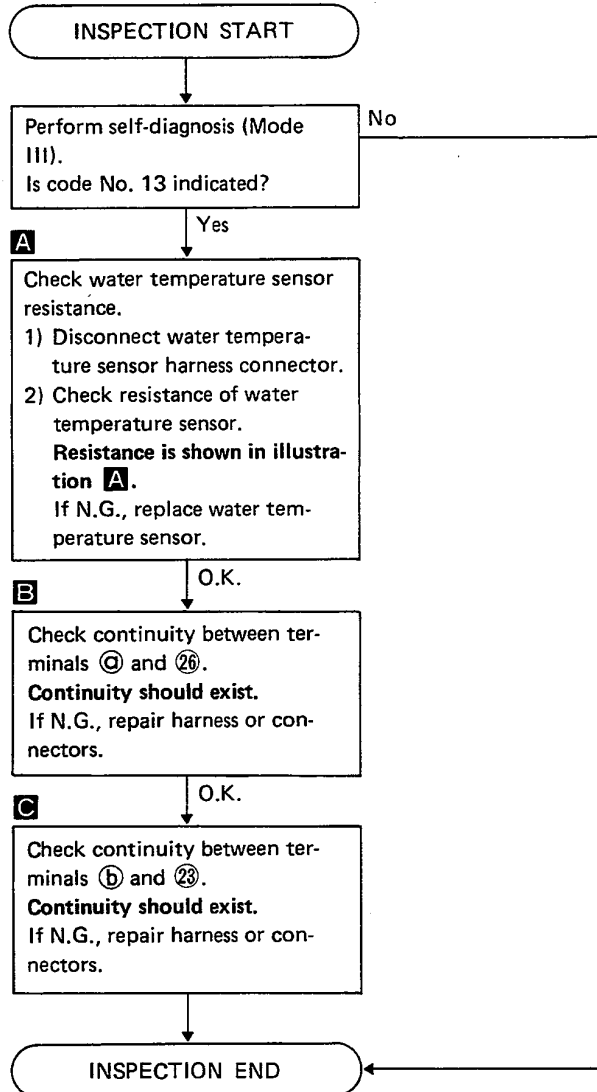 INSPECTION START
Perform self-diagnosis (Mode
III).
Is code No. 13 indicated?
No
Yes
A
Check water temperature sensor
resistance.
1) Disconnect water tempera-
ture sensor harness connector.
2) Check resistance of water
temperature sensor.
Resistance is shown in illustra-
tion A.
If N.G., replace water tem-
perature sensor.
O.K.
B
Check continuity between ter-
minals ⓐ and ㉖.
Continuity should exist.
If N.G., repair harness or con-
nectors.
O.K.
C
Check continuity between ter-
minals ⓑ and ㉓.
Continuity should exist.
If N.G., repair harness or con-
nectors.
INSPECTION END